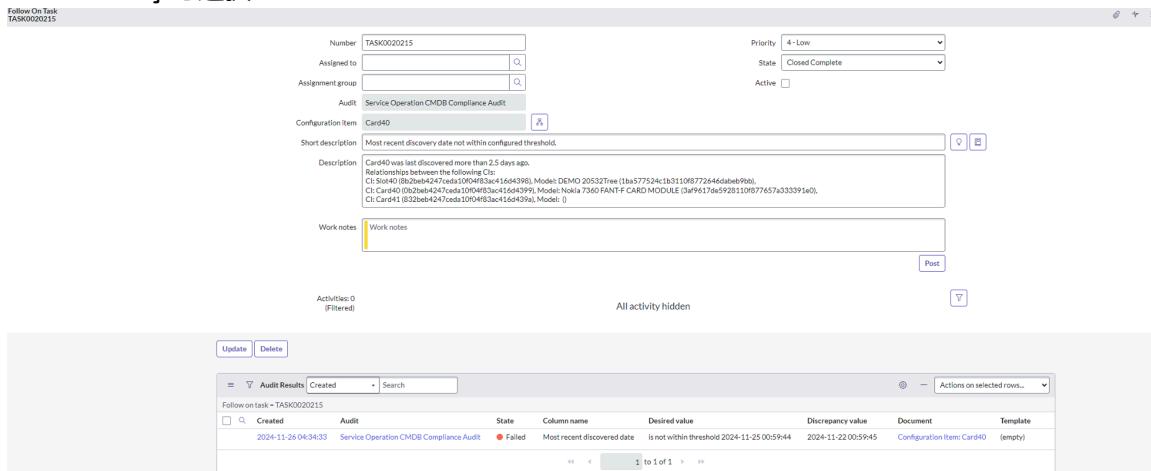 Follow On Task
TASK0020215
Number TASK0020215
Priority 4 - Low
Assigned to
State Closed Complete
Assignment group
Active
Audit Service Operation CMDB Compliance Audit
Configuration item Card40
Short description Most recent discovery date not within configured threshold.
Description Card40 was last discovered more than 2.5 days ago.
Relationships between the following CIs:
CI: Slot40 (8b2beb4247ceda10f04f83ac416d4398), Model: DEMO 20532Tree (1ba577524c1b3110f8772646dabeb9bb),
CI: Card40 (0b2beb4247ceda10f04f83ac416d4399), Model: Nokia 7360 FANT-F CARD MODULE (3af9617de5928110f877657a333391e0),
CI: Card41 (832beb4247ceda10f04f83ac416d439a), Model: ()
Work notes Work notes
Post
Activities: 0
(Filtered)
All activity hidden
Update Delete
Audit Results Created Search Actions on selected rows...
Follow on task = TASK0020215
Created Audit State Column name Desired value Discrepancy value Document Template
2024-11-26 04:34:33 Service Operation CMDB Compliance Audit Failed Most recent discovered date is not within threshold 2024-11-25 00:59:44 2024-11-22 00:59:45 Configuration Item: Card40 (empty)
1 to 1 of 1